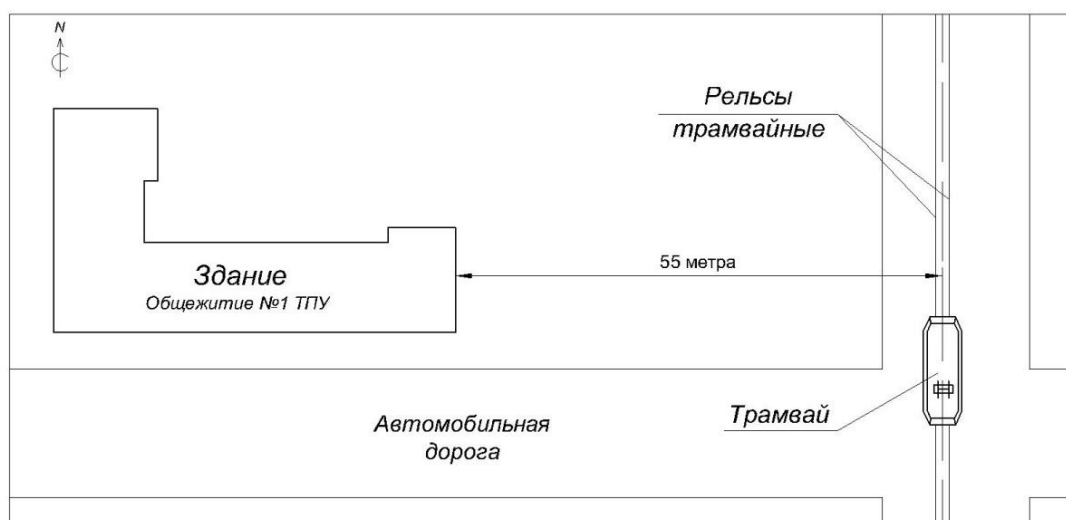 N
Рельсы
трамвайные
55 метра
Здание
Общежитие №1 ТПУ
Трамвай
Автомобильная
дорога